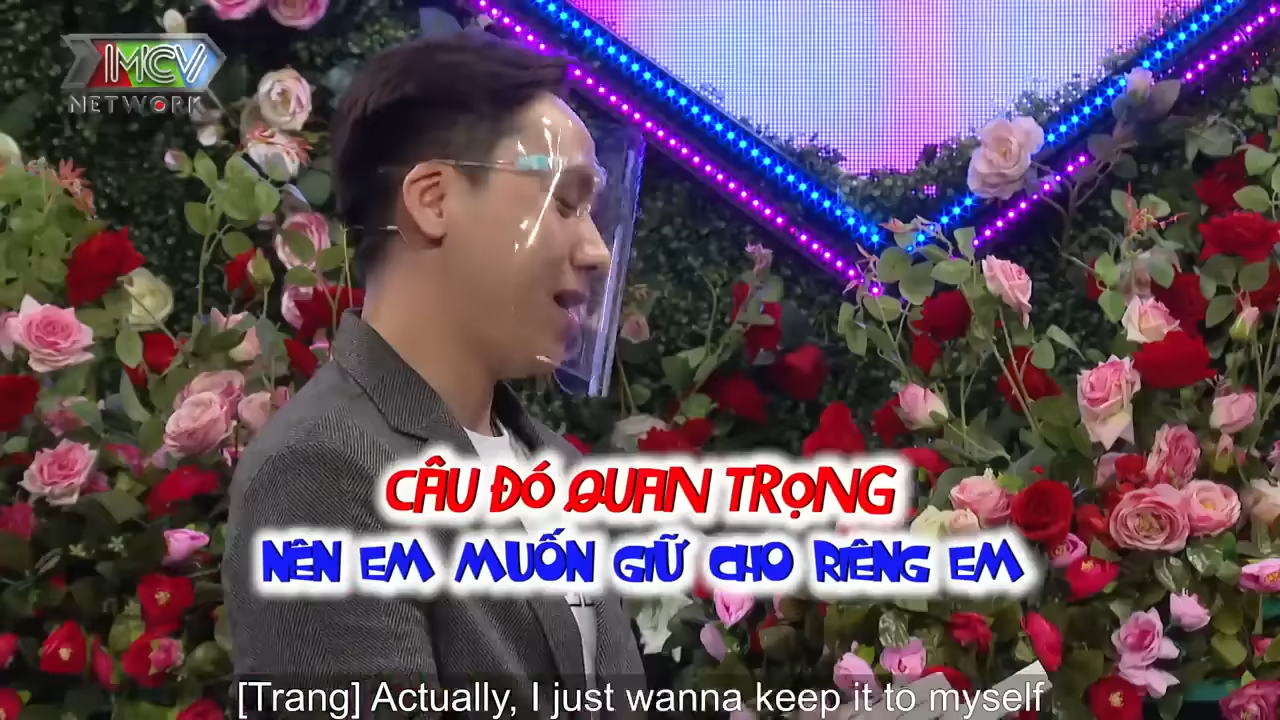 MCV
NETWORK
CÂU ĐÓ QUAN TRỌNG
NÊN EM MUỐN GIỮ CHO RIÊNG EM
[Trang] Actually, I just wanna keep it to myself